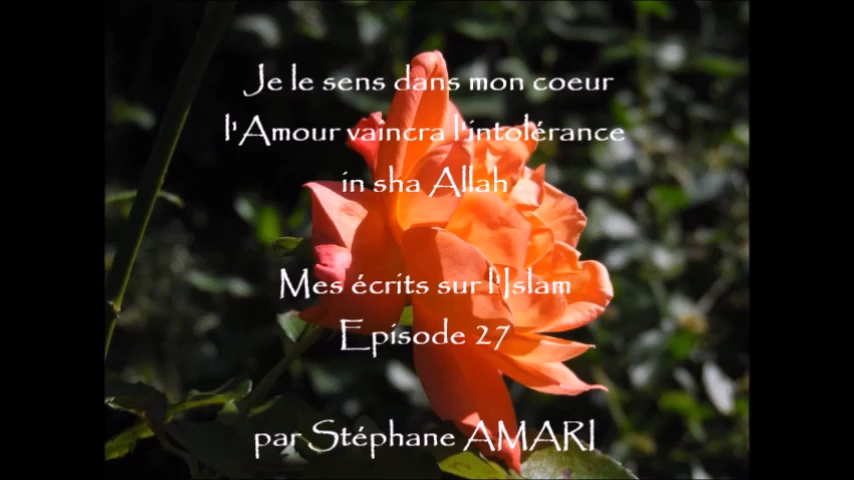 Je le sens dans mon coeur
l'Amour vaincra l'intolérance
in sha Allah
Mes écrits sur l'Islam
Episode 27
par Stéphane AMARI